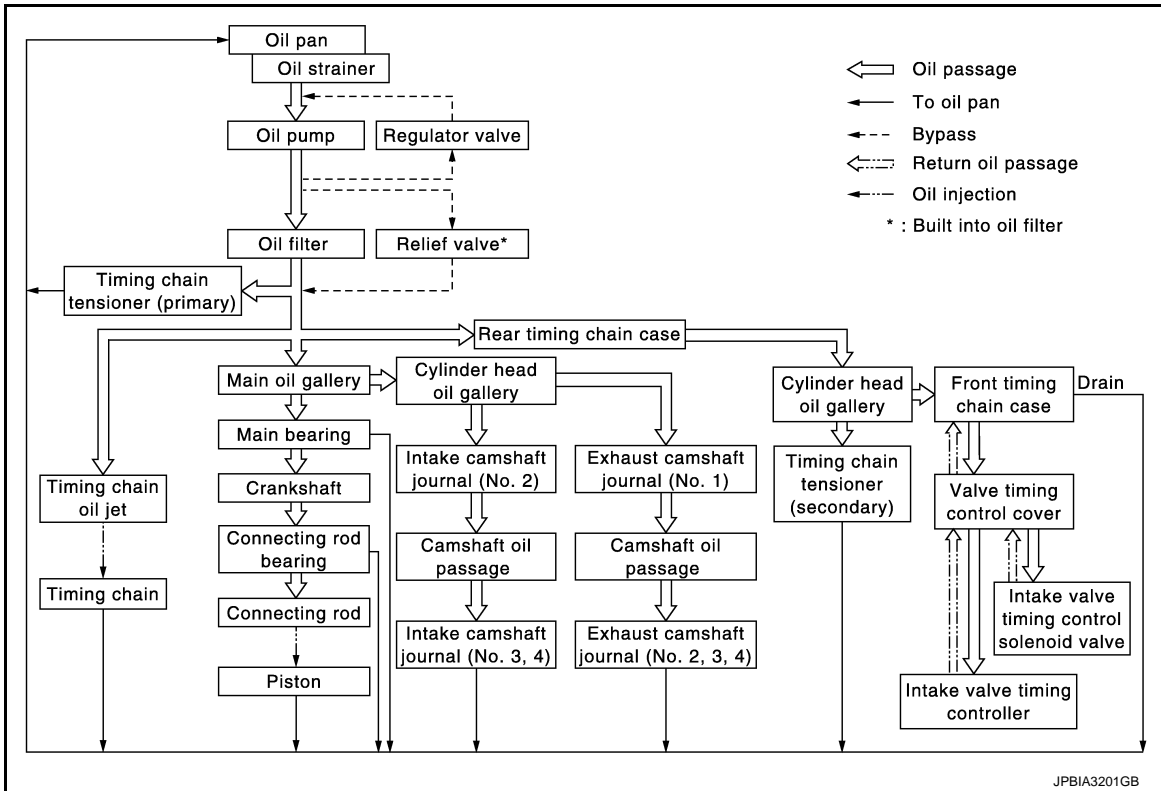 Oil pan
Oil strainer
Oil passage
To oil pan
Oil pump
Regulator valve
Bypass
Return oil passage
Oil injection
* : Built into oil filter
Oil filter
Relief valve*
Timing chain
tensioner (primary)
Rear timing chain case
Main oil gallery
Cylinder head
oil gallery
Cylinder head
oil gallery
Front timing
chain case
Drain
Main bearing
Intake camshaft
journal (No. 2)
Exhaust camshaft
journal (No. 1)
Timing chain
tensioner
(secondary)
Timing chain
oil jet
Crankshaft
Valve timing
control cover
Connecting rod
bearing
Camshaft oil
passage
Camshaft oil
passage
Timing chain
Connecting rod
Intake valve
timing control
solenoid valve
Intake camshaft
journal (No. 3, 4)
Exhaust camshaft
journal (No. 2, 3, 4)
Piston
Intake valve timing
controller
JPBIA3201GB